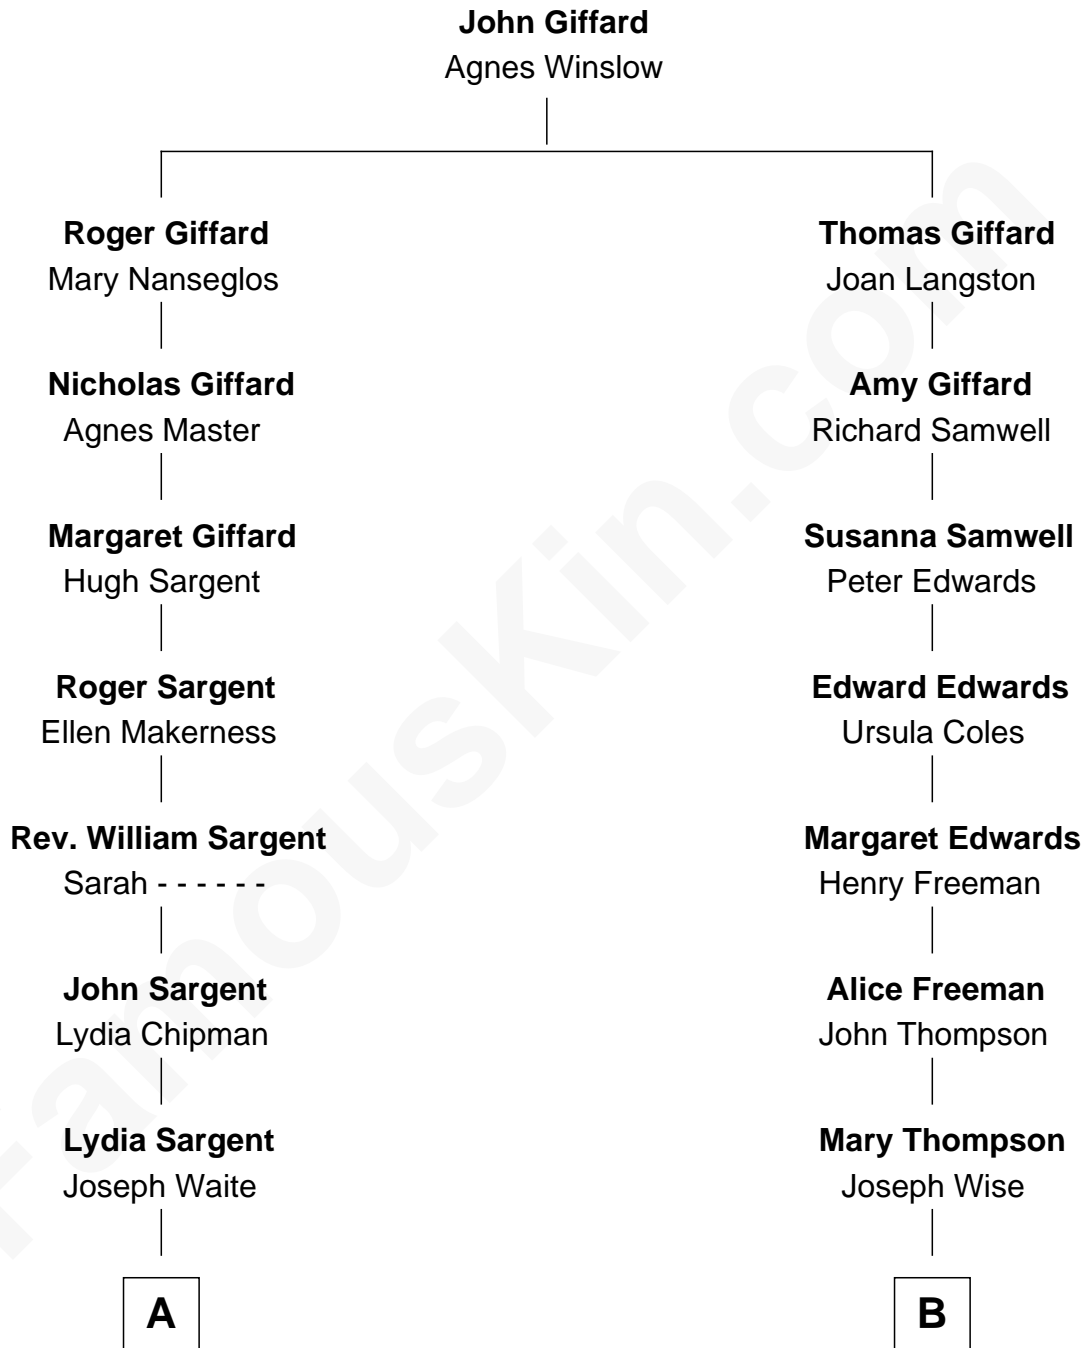 John Giffard
Agnes Winslow
Roger Giffard
Mary Nanseglos
Thomas Giffard
Joan Langston
Nicholas Giffard
Agnes Master
Amy Giffard
Richard Samwell
Margaret Giffard
Hugh Sargent
Susanna Samwell
Peter Edwards
Roger Sargent
Ellen Makerness
Edward Edwards
Ursula Coles
Rev. William Sargent
Sarah - - - - - -
Margaret Edwards
Henry Freeman
John Sargent
Lydia Chipman
Alice Freeman
John Thompson
Lydia Sargent
Joseph Waite
Mary Thompson
Joseph Wise
A
B
FamousKin.com